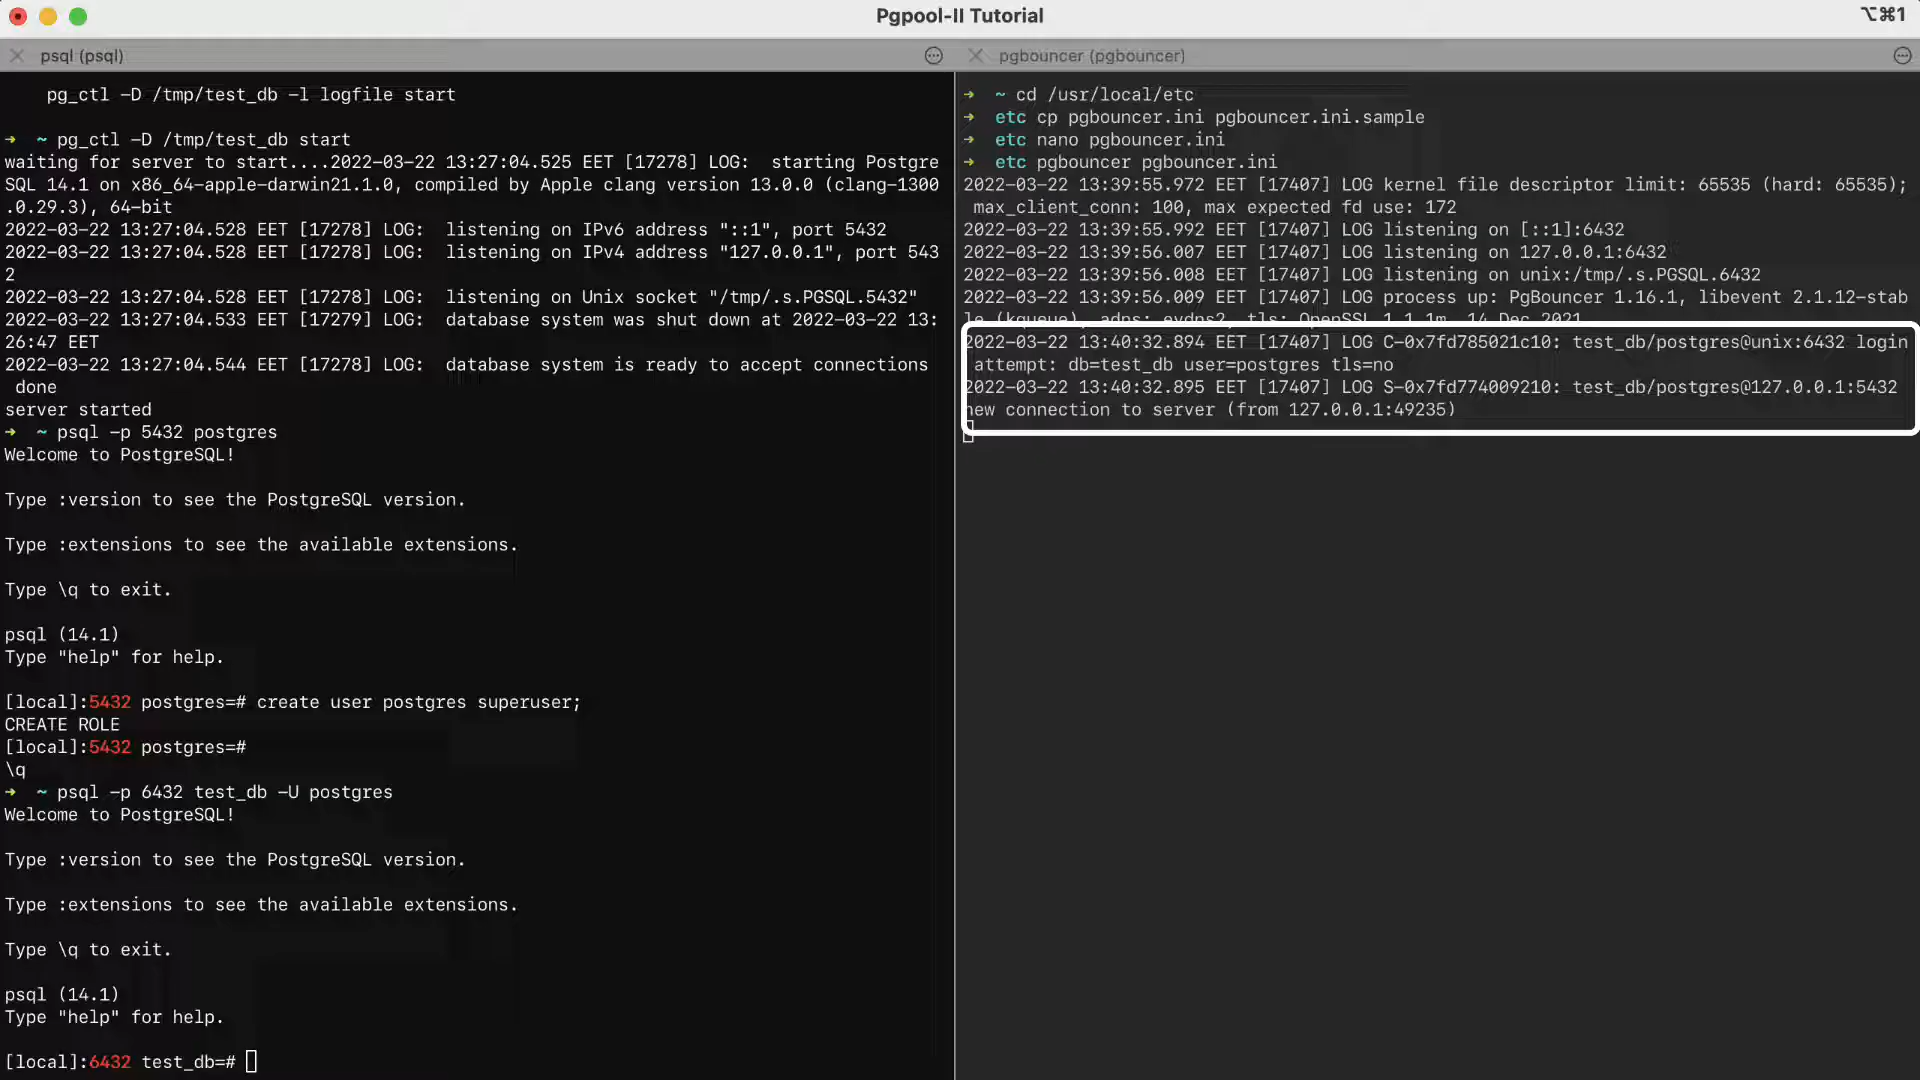 Pgpool-II Tutorial
⌥⌘1
psql (psql)
pg_ctl -D /tmp/test_db -l logfile start
➜ ~ pg_ctl -D /tmp/test_db start
waiting for server to start....2022-03-22 13:27:04.525 EET [17278] LOG:  starting Postgre
SQL 14.1 on x86_64-apple-darwin21.1.0, compiled by Apple clang version 13.0.0 (clang-1300
.0.29.3), 64-bit
2022-03-22 13:27:04.528 EET [17278] LOG:  listening on IPv6 address "::1", port 5432
2022-03-22 13:27:04.528 EET [17278] LOG:  listening on IPv4 address "127.0.0.1", port 543
2
2022-03-22 13:27:04.528 EET [17278] LOG:  listening on Unix socket "/tmp/.s.PGSQL.5432"
2022-03-22 13:27:04.533 EET [17279] LOG:  database system was shut down at 2022-03-22 13:
26:47 EET
2022-03-22 13:27:04.544 EET [17278] LOG:  database system is ready to accept connections
done
server started
➜ ~ psql -p 5432 postgres
Welcome to PostgreSQL!
Type :version to see the PostgreSQL version.
Type :extensions to see the available extensions.
Type \q to exit.
psql (14.1)
Type "help" for help.
[local]:5432 postgres=# create user postgres superuser;
CREATE ROLE
[local]:5432 postgres=#
\q
➜ ~ psql -p 6432 test_db -U postgres
Welcome to PostgreSQL!
Type :version to see the PostgreSQL version.
Type :extensions to see the available extensions.
Type \q to exit.
psql (14.1)
Type "help" for help.
[local]:6432 test_db=#
pgbouncer (pgbouncer)
➜ ~ cd /usr/local/etc
➜ etc cp pgbouncer.ini pgbouncer.ini.sample
➜ etc nano pgbouncer.ini
➜ etc pgbouncer pgbouncer.ini
2022-03-22 13:39:55.972 EET [17407] LOG kernel file descriptor limit: 65535 (hard: 65535);
max_client_conn: 100, max expected fd use: 172
2022-03-22 13:39:55.992 EET [17407] LOG listening on [::1]:6432
2022-03-22 13:39:56.007 EET [17407] LOG listening on 127.0.0.1:6432
2022-03-22 13:39:56.008 EET [17407] LOG listening on unix:/tmp/.s.PGSQL.6432
2022-03-22 13:39:56.009 EET [17407] LOG process up: PgBouncer 1.16.1, libevent 2.1.12-stab
le (kqueue), adns: evdns2, tls: OpenSSL 1.1.1m  14 Dec 2021
2022-03-22 13:40:32.894 EET [17407] LOG C-0x7fd785021c10: test_db/postgres@unix:6432 login
attempt: db=test_db user=postgres tls=no
2022-03-22 13:40:32.895 EET [17407] LOG S-0x7fd774009210: test_db/postgres@127.0.0.1:5432
new connection to server (from 127.0.0.1:49235)